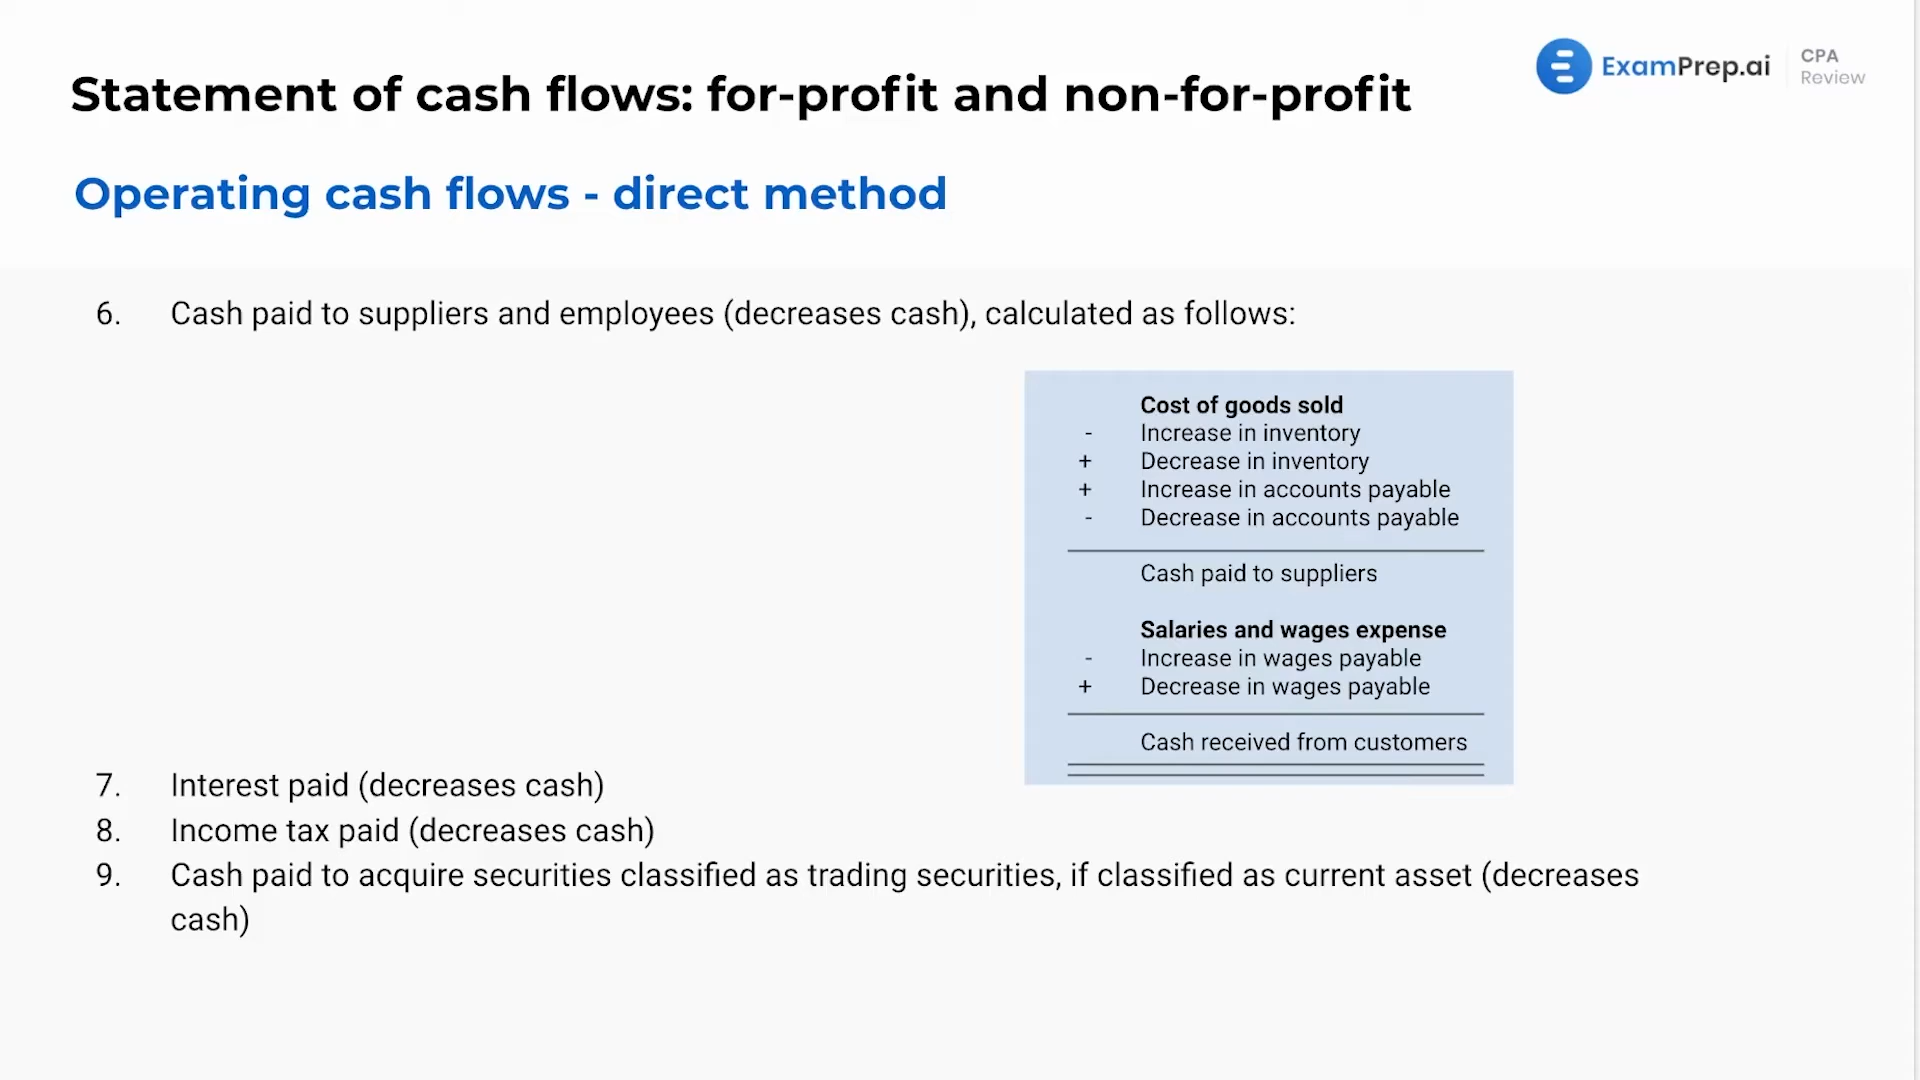 Statement of cash flows: for-profit and non-for-profit
ExamPrep.ai
CPA
Review
Operating cash flows - direct method
6. Cash paid to suppliers and employees (decreases cash), calculated as follows:
Cost of goods sold
- Increase in inventory
+ Decrease in inventory
+ Increase in accounts payable
- Decrease in accounts payable
Cash paid to suppliers
Salaries and wages expense
- Increase in wages payable
+ Decrease in wages payable
Cash received from customers
7. Interest paid (decreases cash)
8. Income tax paid (decreases cash)
9. Cash paid to acquire securities classified as trading securities, if classified as current asset (decreases
cash)